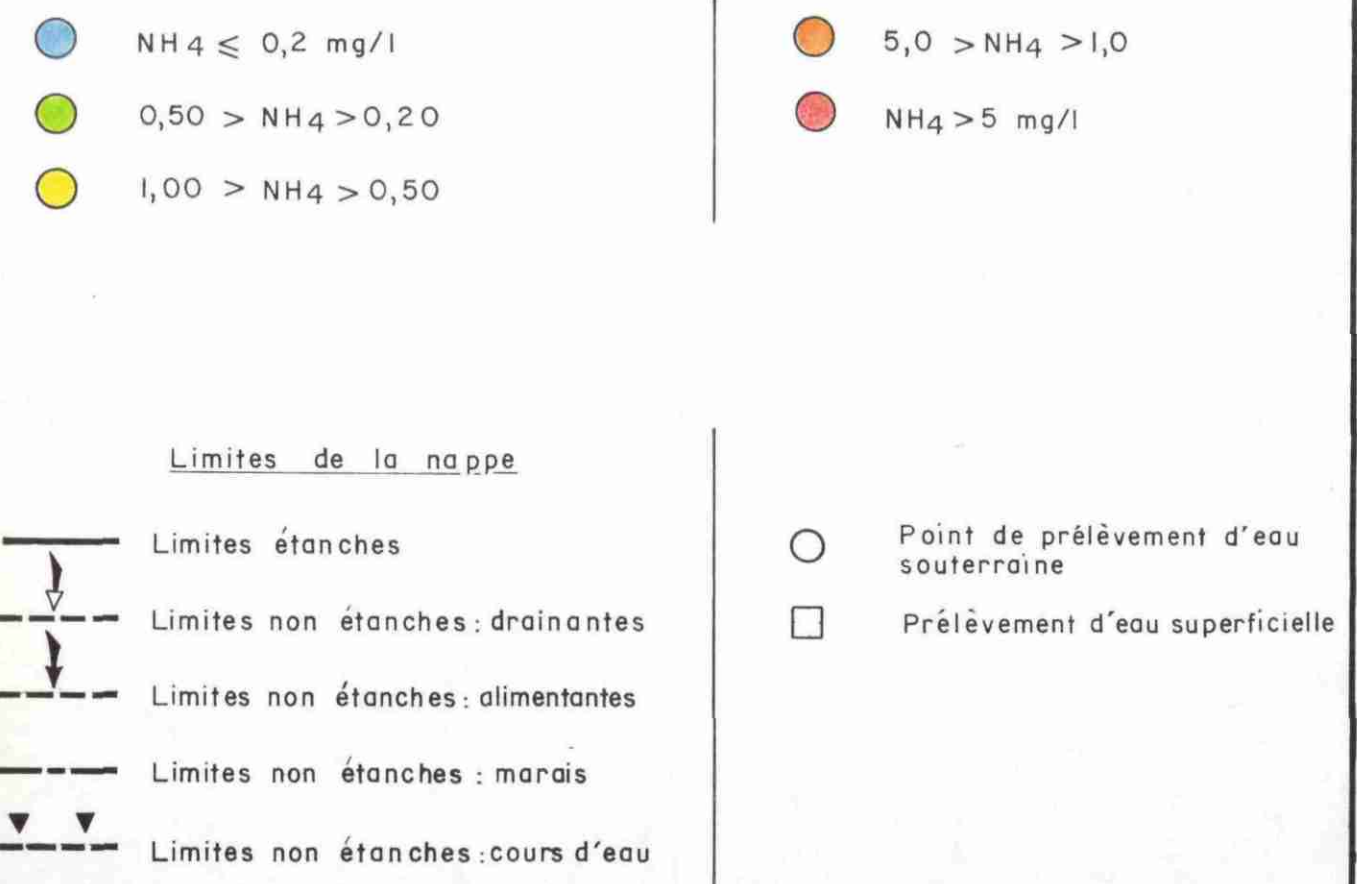 NH4 ⩽ 0,2 mg/l
0,50 > NH4 > 0,20
1,00 > NH4 > 0,50
5,0 > NH4 > 1,0
NH4 > 5 mg/l
Limites de la nappe
Limites étanches
Limites non étanches : drainantes
Limites non étanches : alimentantes
Limites non étanches : marais
Limites non étanches : cours d'eau
Point de prélèvement d'eau
souterraine
Prélèvement d'eau superficielle